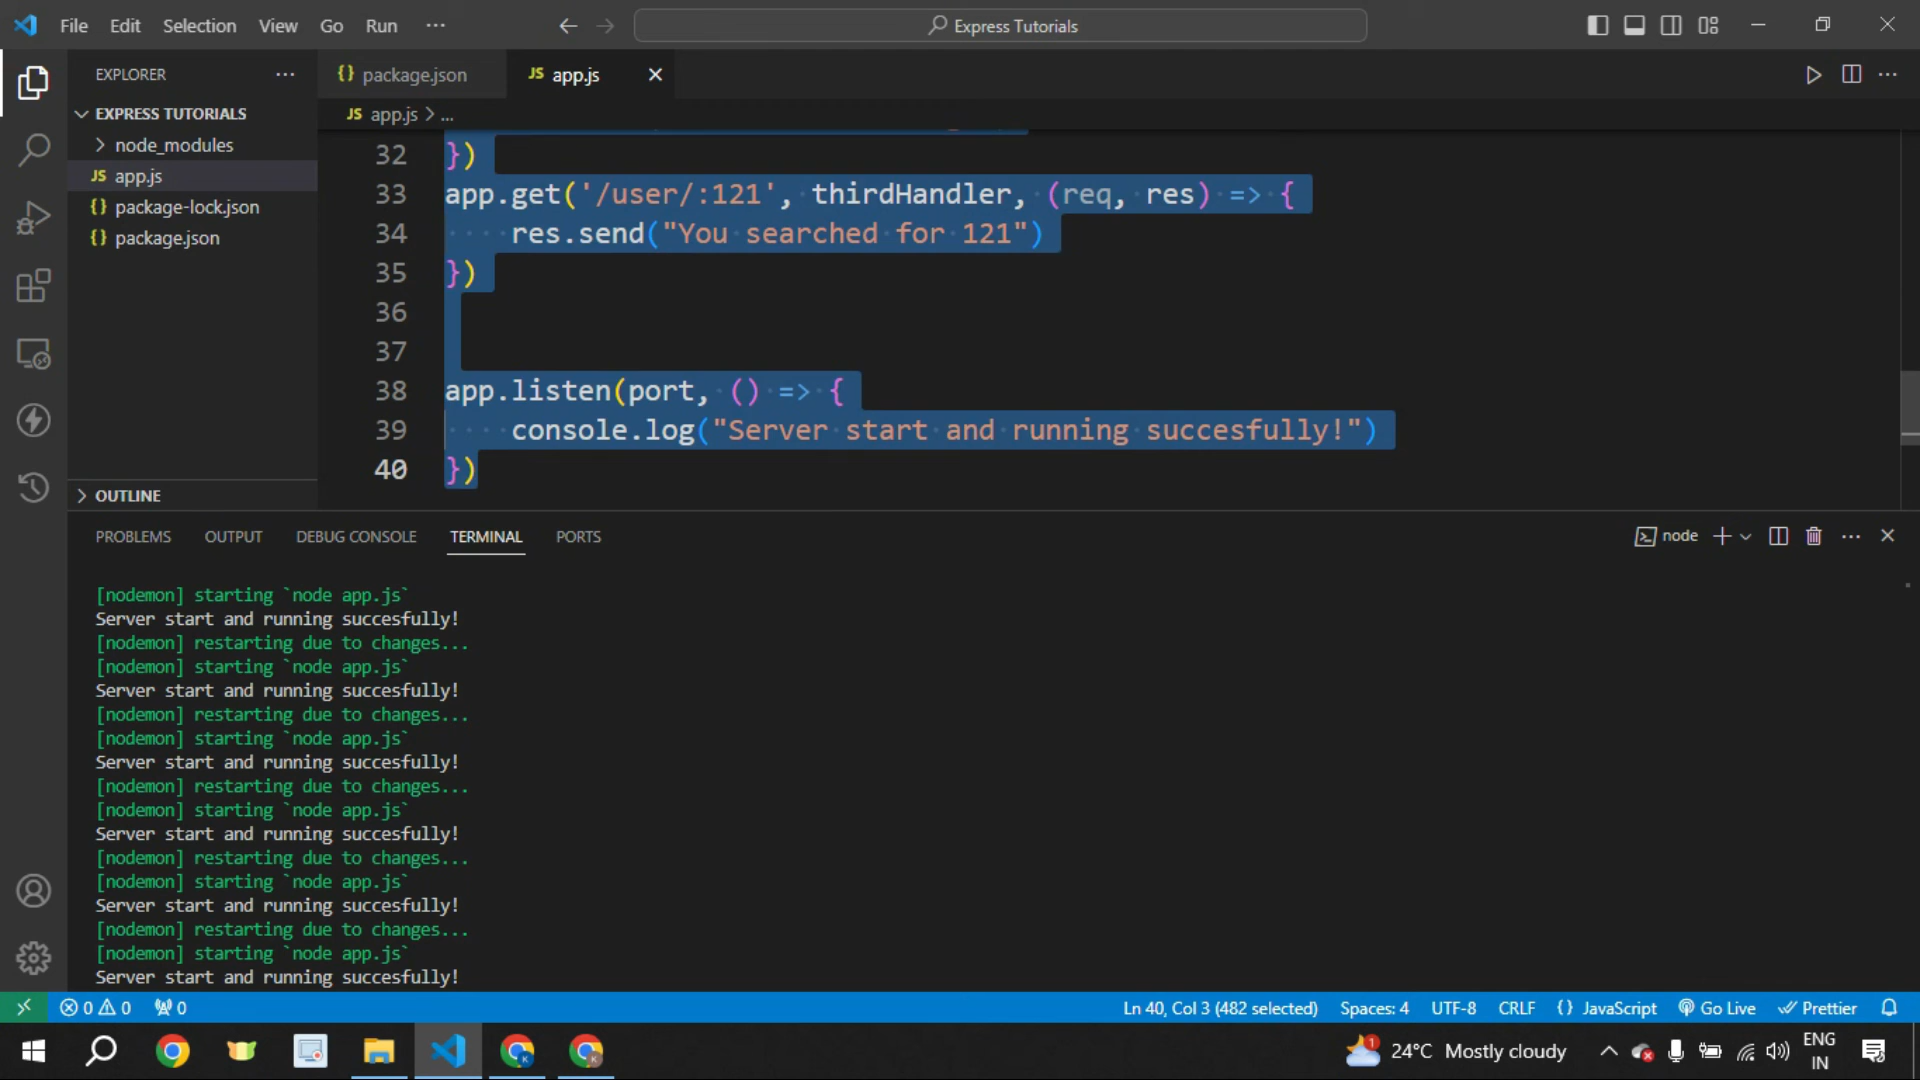 File Edit Selection View Go Run ···
Express Tutorials
EXPLORER ···
EXPRESS TUTORIALS
node_modules
JS app.js
{} package-lock.json
{} package.json
OUTLINE
{} package.json
JS app.js
JS app.js > ...
32 })
33 app.get('/user/:121', thirdHandler, (req, res) => {
34 res.send("You searched for 121")
35 })
36
37
38 app.listen(port, () => {
39 console.log("Server start and running succesfully!")
40 })
PROBLEMS OUTPUT DEBUG CONSOLE TERMINAL PORTS
node
[nodemon] starting `node app.js`
Server start and running succesfully!
[nodemon] restarting due to changes...
[nodemon] starting `node app.js`
Server start and running succesfully!
[nodemon] restarting due to changes...
[nodemon] starting `node app.js`
Server start and running succesfully!
[nodemon] restarting due to changes...
[nodemon] starting `node app.js`
Server start and running succesfully!
[nodemon] restarting due to changes...
[nodemon] starting `node app.js`
Server start and running succesfully!
[nodemon] restarting due to changes...
[nodemon] starting `node app.js`
Server start and running succesfully!
0 0 0 Ln 40, Col 3 (482 selected) Spaces: 4 UTF-8 CRLF {} JavaScript Go Live Prettier
K K 1 24°C Mostly cloudy ENG
IN